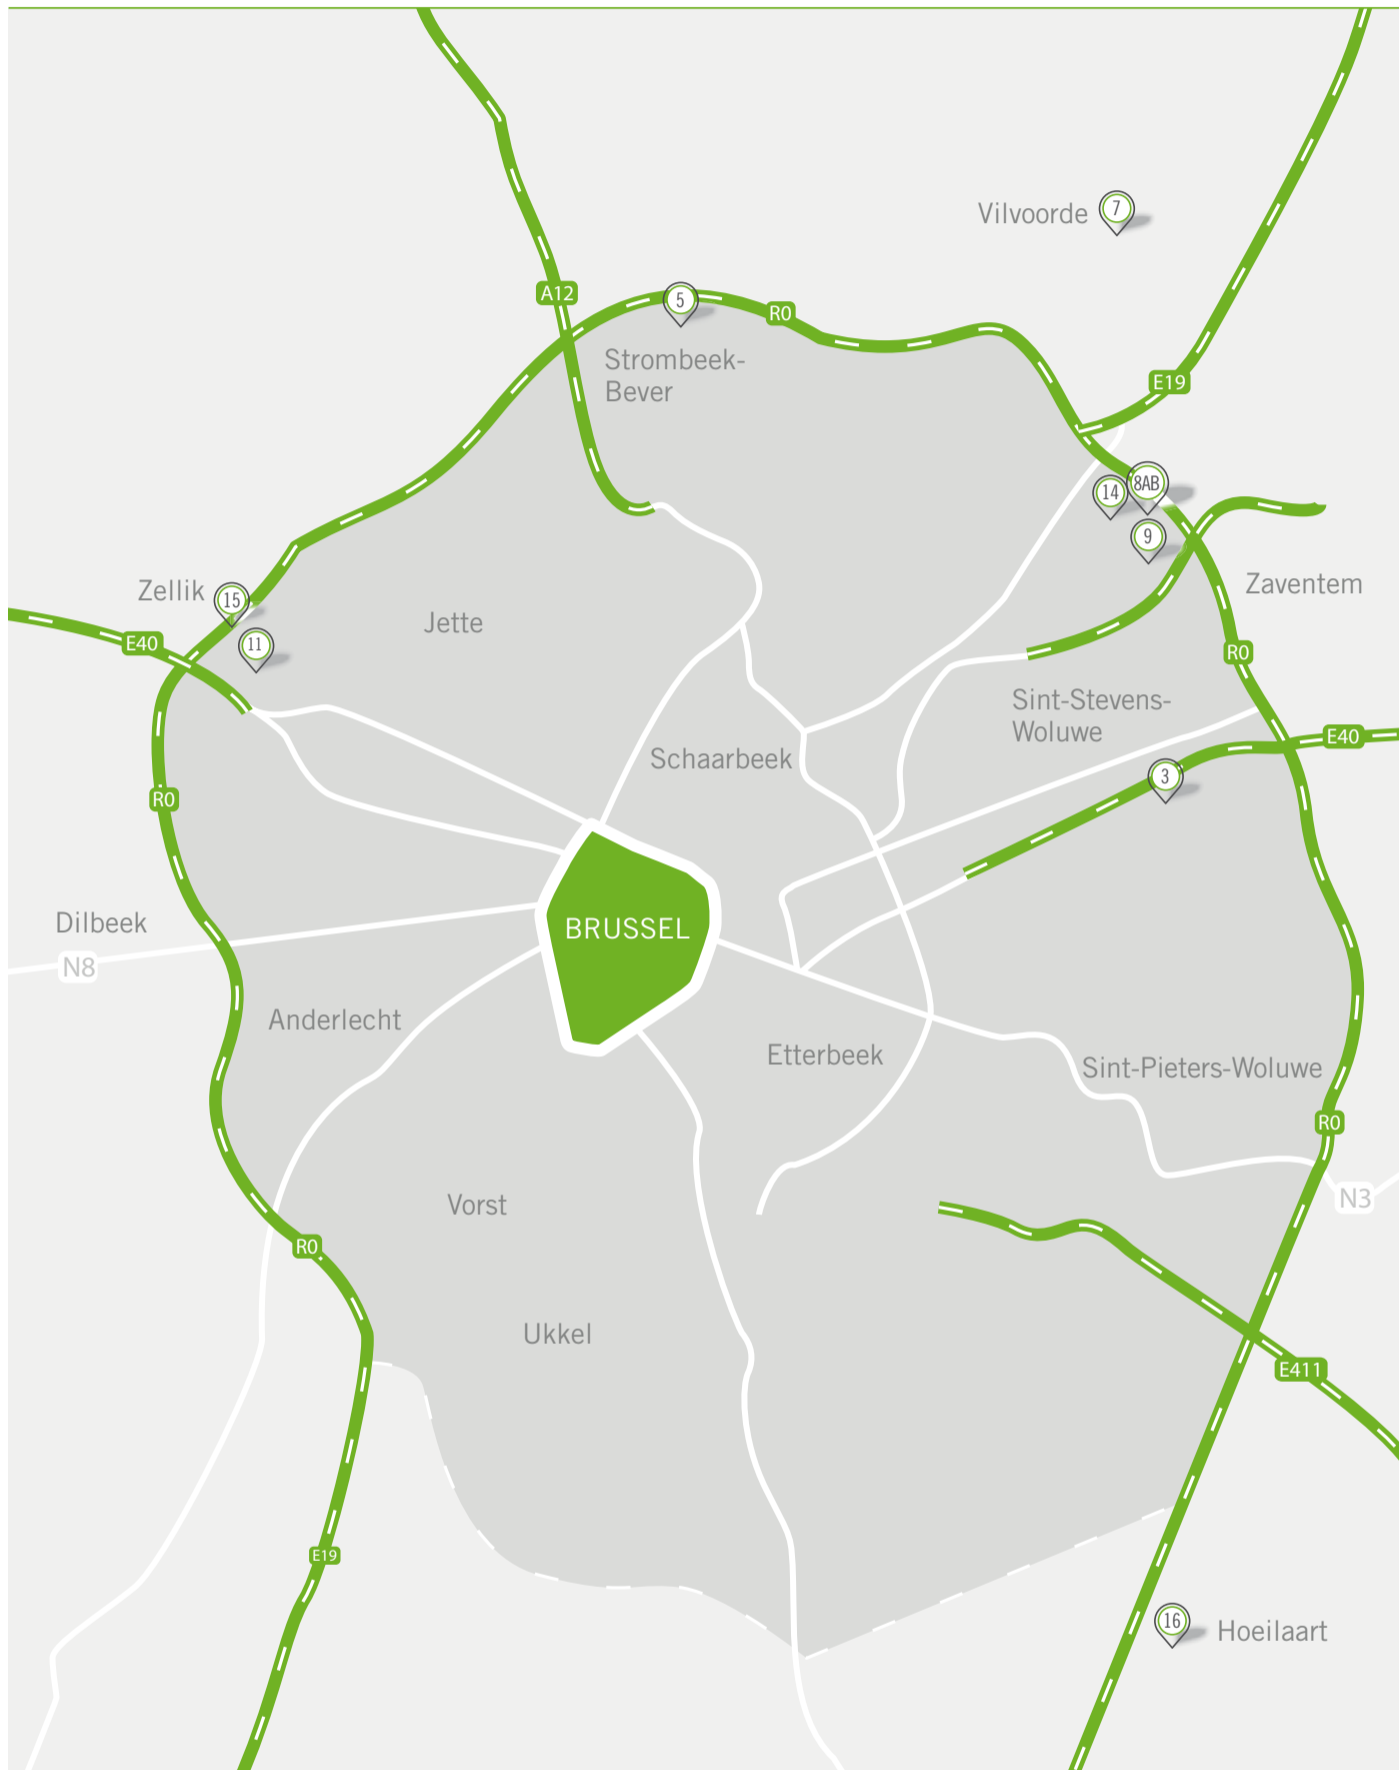 Vilvoorde
7
A12
5
R0
Strombeek-
Bever
E19
14
8AB
9
Zaventem
Zellik
15
Jette
E40
11
R0
Sint-Stevens-
Woluwe
E40
Schaarbeek
3
R0
Dilbeek
BRUSSEL
N8
Anderlecht
Etterbeek
Sint-Pieters-Woluwe
R0
Vorst
N3
R0
Ukkel
E411
E19
16
Hoeilaart